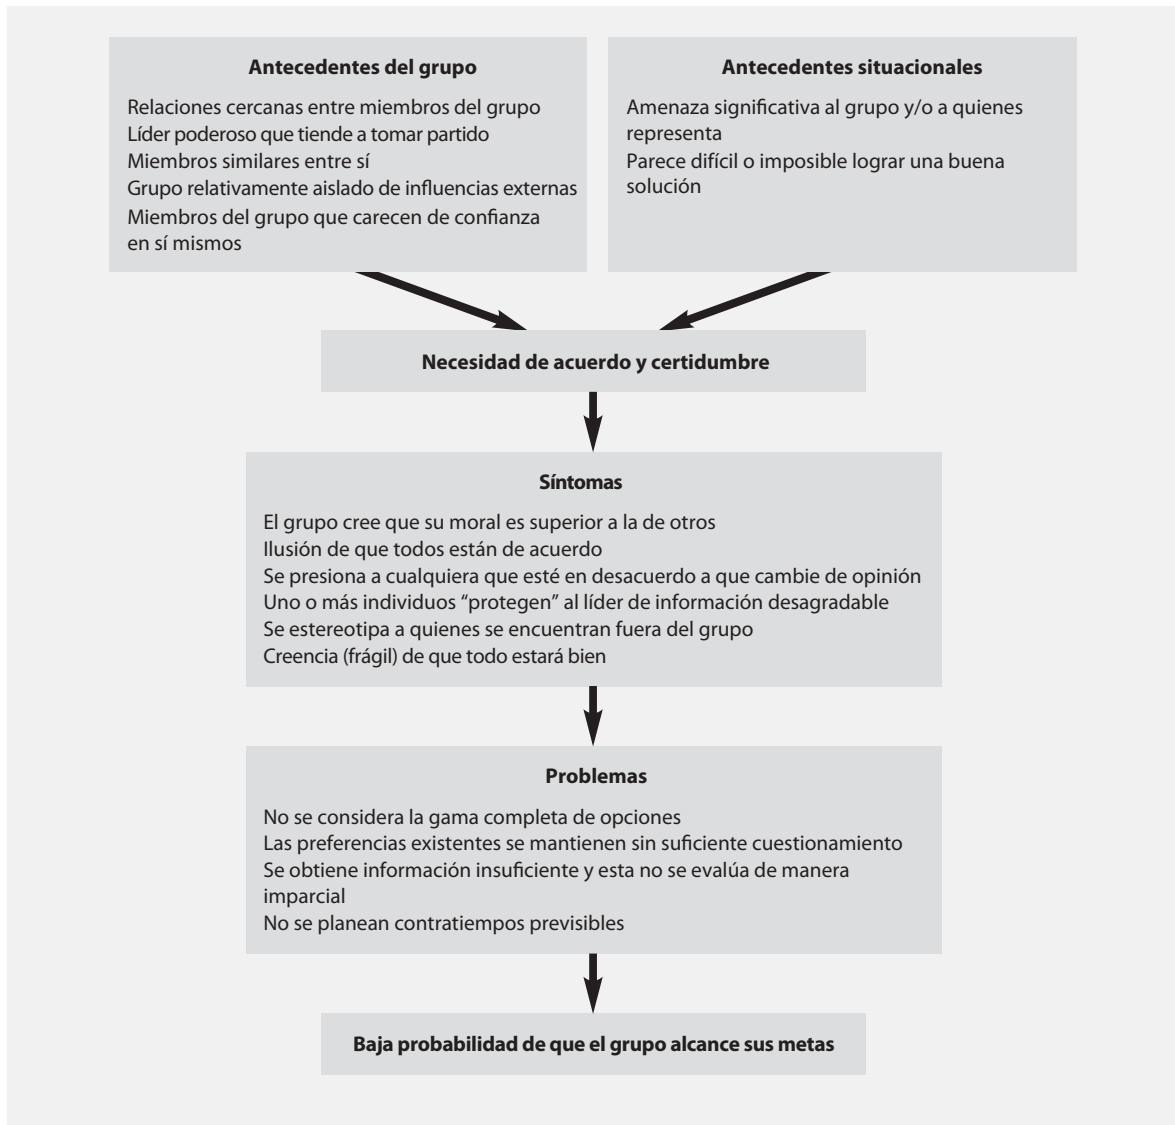 Antecedentes del grupo
Relaciones cercanas entre miembros del grupo
Líder poderoso que tiende a tomar partido
Miembros similares entre sí
Grupo relativamente aislado de influencias externas
Miembros del grupo que carecen de confianza
en sí mismos
Antecedentes situacionales
Amenaza significativa al grupo y/o a quienes
representa
Parece difícil o imposible lograr una buena
solución
Necesidad de acuerdo y certidumbre
Síntomas
El grupo cree que su moral es superior a la de otros
Ilusión de que todos están de acuerdo
Se presiona a cualquiera que esté en desacuerdo a que cambie de opinión
Uno o más individuos “protegen” al líder de información desagradable
Se estereotipa a quienes se encuentran fuera del grupo
Creencia (frágil) de que todo estará bien
Problemas
No se considera la gama completa de opciones
Las preferencias existentes se mantienen sin suficiente cuestionamiento
Se obtiene información insuficiente y esta no se evalúa de manera
imparcial
No se planean contratiempos previsibles
Baja probabilidad de que el grupo alcance sus metas